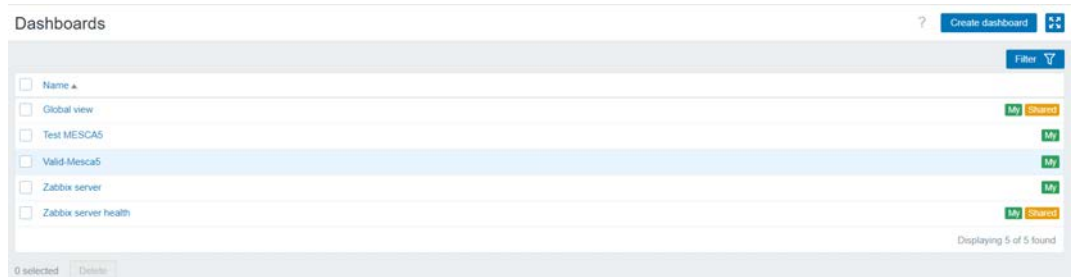 Dashboards ? Create dashboard
Filter
Name
Global view My Shared
Test MESCA5 My
Valid-Mesca5 My
Zabbix server My
Zabbix server health My Shared
Displaying 5 of 5 found
0 selected Delete